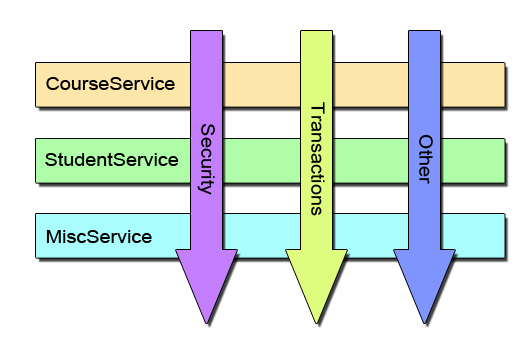 CourseService
StudentService
MiscService
Security
Transactions
Other